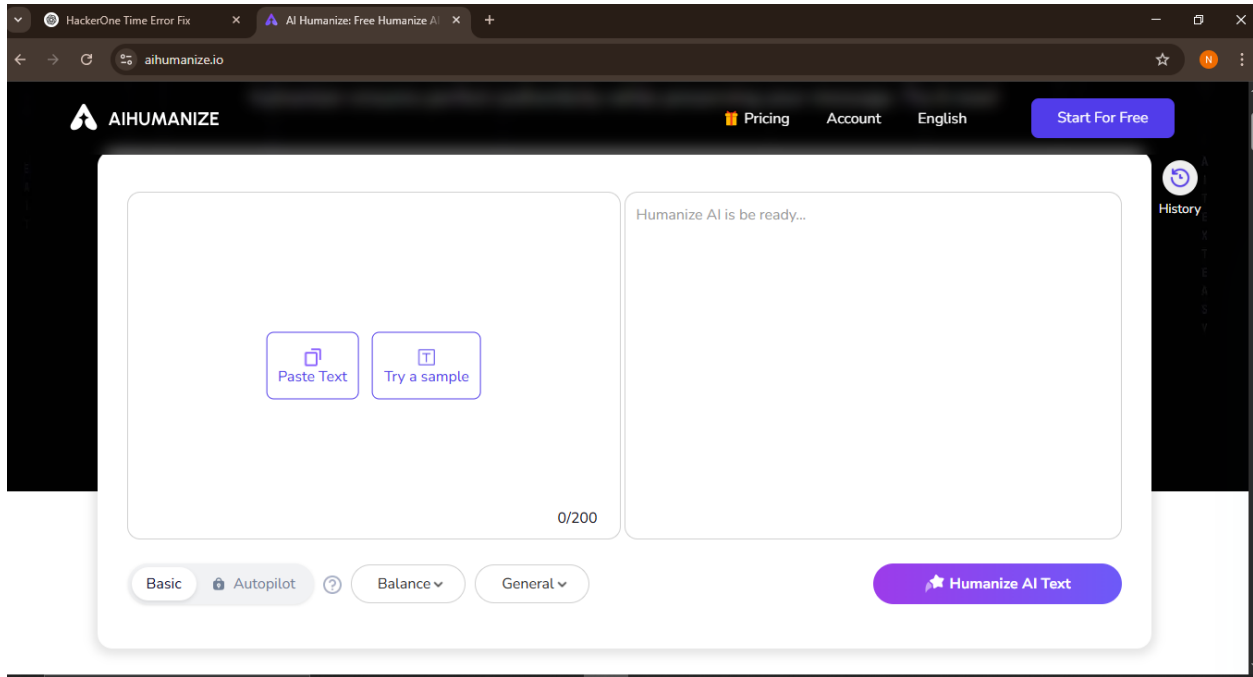 HackerOne Time Error Fix
AI Humanize: Free Humanize AI
aihumanize.io
N
AIHUMANIZE
Pricing
Account
English
Start For Free
History
Humanize AI is be ready...
Paste Text
T
Try a sample
0/200
Basic
Autopilot
?
Balance
General
Humanize AI Text